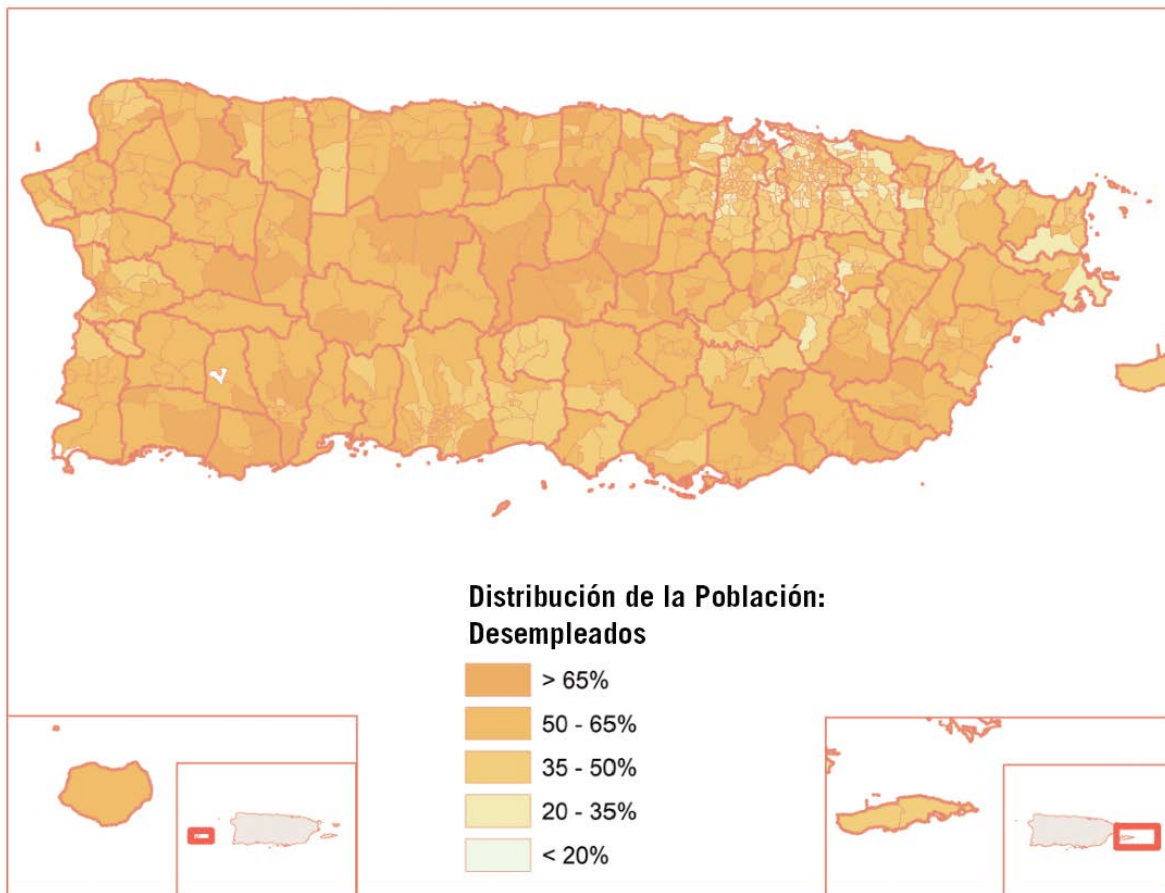 Distribución de la Población:
Desempleados
> 65%
50 - 65%
35 - 50%
20 - 35%
< 20%